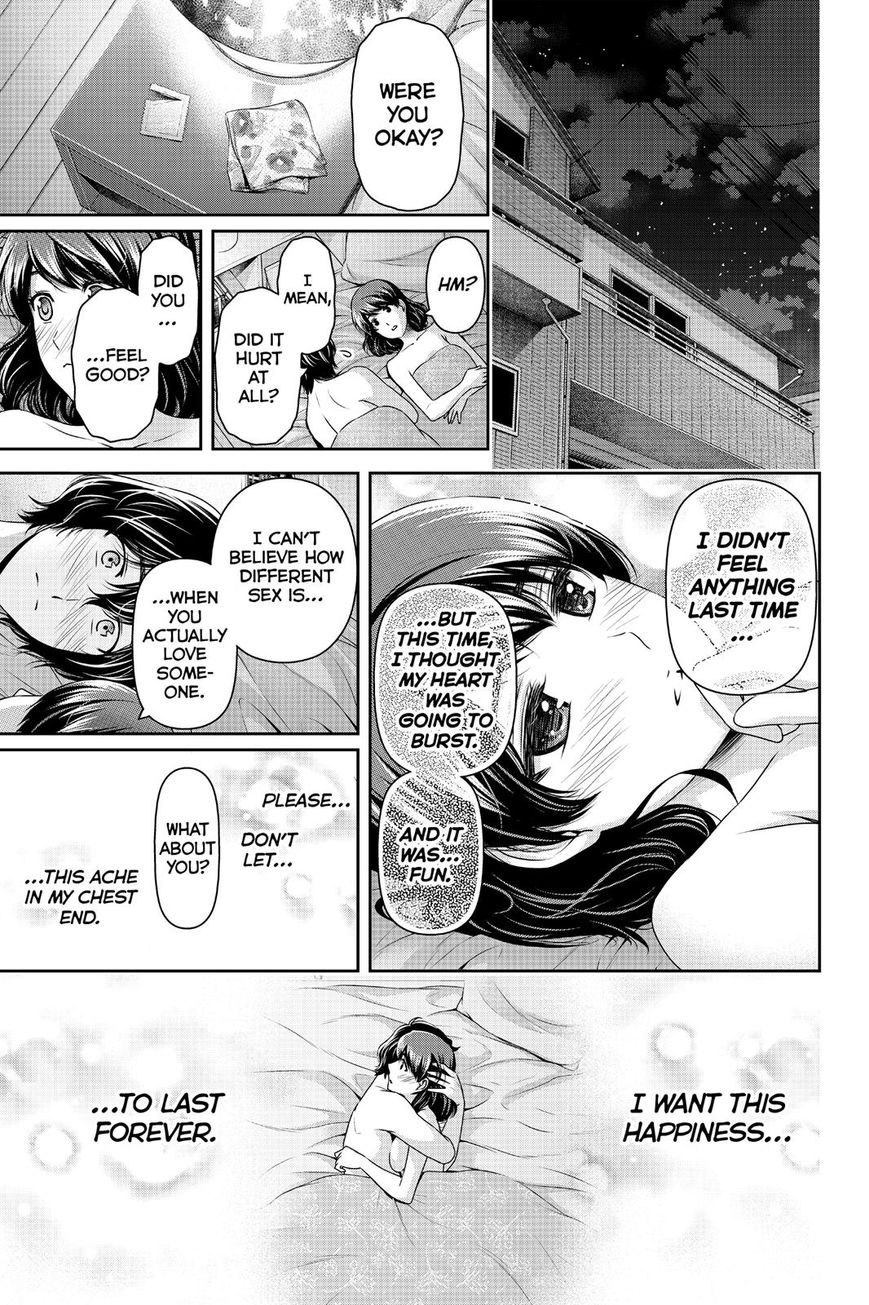 WERE
YOU
OKAY?
HM?
I
MEAN,
DID IT
HURT
AT
ALL?
DID
YOU
...
...FEEL
GOOD?
I DIDN'T
FEEL
ANYTHING
LAST TIME
...
...BUT
THIS TIME,
I THOUGHT
MY HEART
WAS
GOING TO
BURST.
AND IT
WAS...
FUN.
I CAN'T
BELIEVE HOW
DIFFERENT
SEX IS...
...WHEN
YOU
ACTUALLY
LOVE
SOME-
ONE.
PLEASE...
DON'T
LET...
WHAT
ABOUT
YOU?
...THIS ACHE
IN MY CHEST
END.
I WANT THIS
HAPPINESS...
...TO LAST
FOREVER.